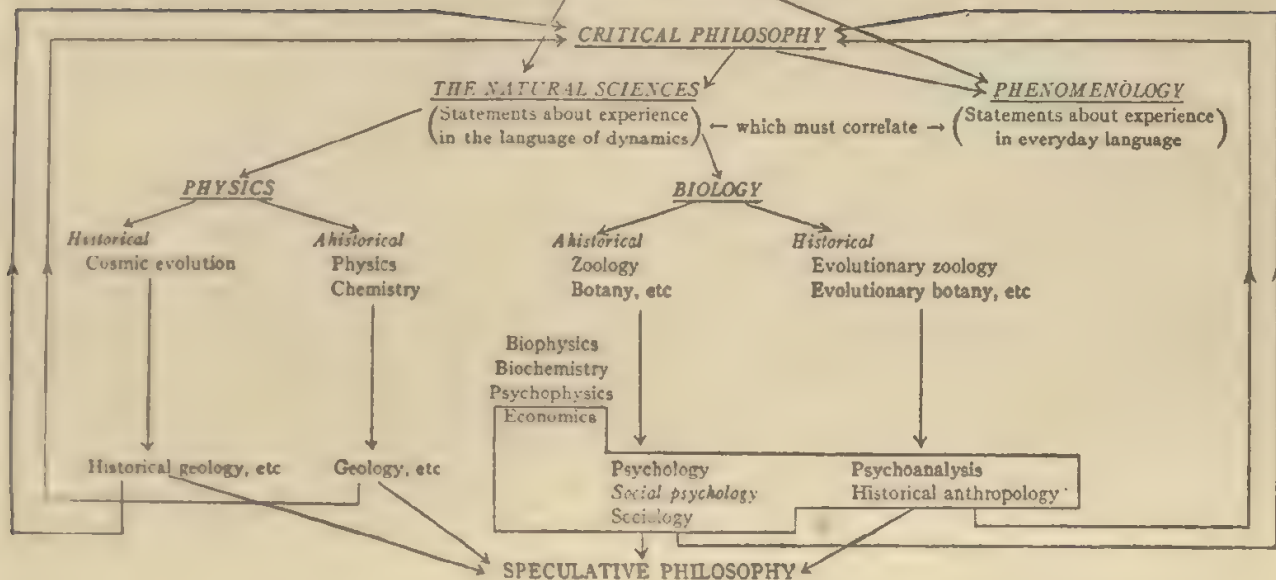 CRITICAL PHILOSOPHY
THE NATURAL SCIENCES
(Statements about experience
in the language of dynamics)
← which must correlate →
PHENOMENOLOGY
(Statements about experience
in everyday language)
PHYSICS
BIOLOGY
Historical
Cosmic evolution
Ahistorical
Physics
Chemistry
Ahistorical
Zoology
Botany, etc
Historical
Evolutionary zoology
Evolutionary botany, etc
Biophysics
Biochemistry
Psychophysics
Economics
Historical geology, etc
Geology, etc
Psychology
Social psychology
Sociology
Psychoanalysis
Historical anthropology
SPECULATIVE PHILOSOPHY